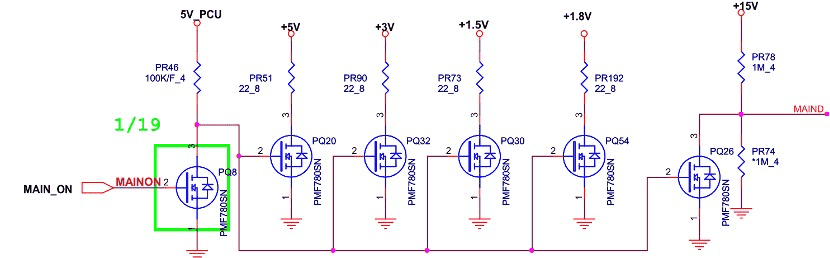 5V_PCU
+5V
+3V
+1.5V
+1.8V
+15V
PR46
100K/F_4
PR51
22_8
PR90
22_8
PR73
22_8
PR192
22_8
PR78
1M_4
MAIND
1/19
3
3
3
3
3
3
PQ20
PQ32
PQ30
PQ54
PQ26
PR74
*1M_4
2
2
2
2
2
PQ8
MAIN_ON
MAINON
2
PMF780SN
PMF780SN
PMF780SN
PMF780SN
PMF780SN
PMF780SN
1
1
1
1
1
1